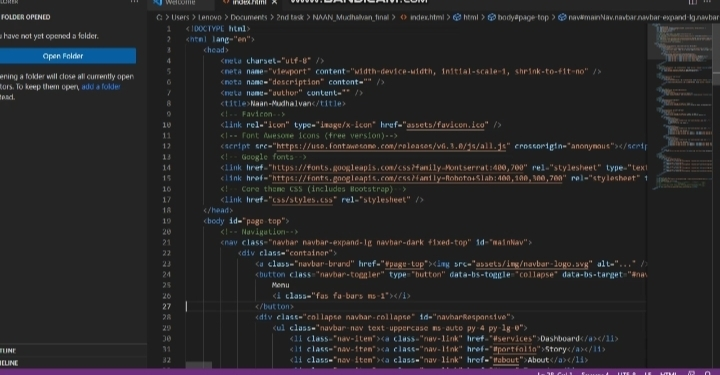 Welcome
index.html
WWW.BANDICAM.COM
FOLDER OPENED
C: > Users > Lenovo > Documents > 2nd task > NAAN_Mudhalvan_final > index.html > html > body#page-top > nav#mainNav.navbar.navbar-expand-lg.navbar
have not yet opened a folder.
Open Folder
ening a folder will close all currently open
tors. To keep them open, add a folder
tead.
1 <!DOCTYPE html>
2 <html lang="en">
3 <head>
4 <meta charset="utf-8" />
5 <meta name="viewport" content="width=device-width, initial-scale=1, shrink-to-fit=no" />
6 <meta name="description" content="" />
7 <meta name="author" content="" />
8 <title>Naan-Mudhalvan</title>
9 <!-- Favicon-->
10 <link rel="icon" type="image/x-icon" href="assets/favicon.ico" />
11 <!-- Font Awesome icons (free version)-->
12 <script src="https://use.fontawesome.com/releases/v6.3.0/js/all.js" crossorigin="anonymous"></scrip
13 <!-- Google fonts-->
14 <link href="https://fonts.googleapis.com/css?family=Montserrat:400,700" rel="stylesheet" type="text
15 <link href="https://fonts.googleapis.com/css?family=Roboto+Slab:400,100,300,700" rel="stylesheet" t
16 <!-- Core theme CSS (includes Bootstrap)-->
17 <link href="css/styles.css" rel="stylesheet" />
18 </head>
19 <body id="page-top">
20 <!-- Navigation-->
21 <nav class="navbar navbar-expand-lg navbar-dark fixed-top" id="mainNav">
22 <div class="container">
23 <a class="navbar-brand" href="#page-top"><img src="assets/img/navbar-logo.svg" alt="..." /
24 <button class="navbar-toggler" type="button" data-bs-toggle="collapse" data-bs-target="#nav
25 Menu
26 <i class="fas fa-bars ms-1"></i>
27 </button>
28 <div class="collapse navbar-collapse" id="navbarResponsive">
29 <ul class="navbar-nav text-uppercase ms-auto py-4 py-lg-0">
30 <li class="nav-item"><a class="nav-link" href="#services">Dashboard</a></li>
31 <li class="nav-item"><a class="nav-link" href="#portfolio">Story</a></li>
32 <li class="nav-item"><a class="nav-link" href="#about">About</a></li>
TLINE
ELINE